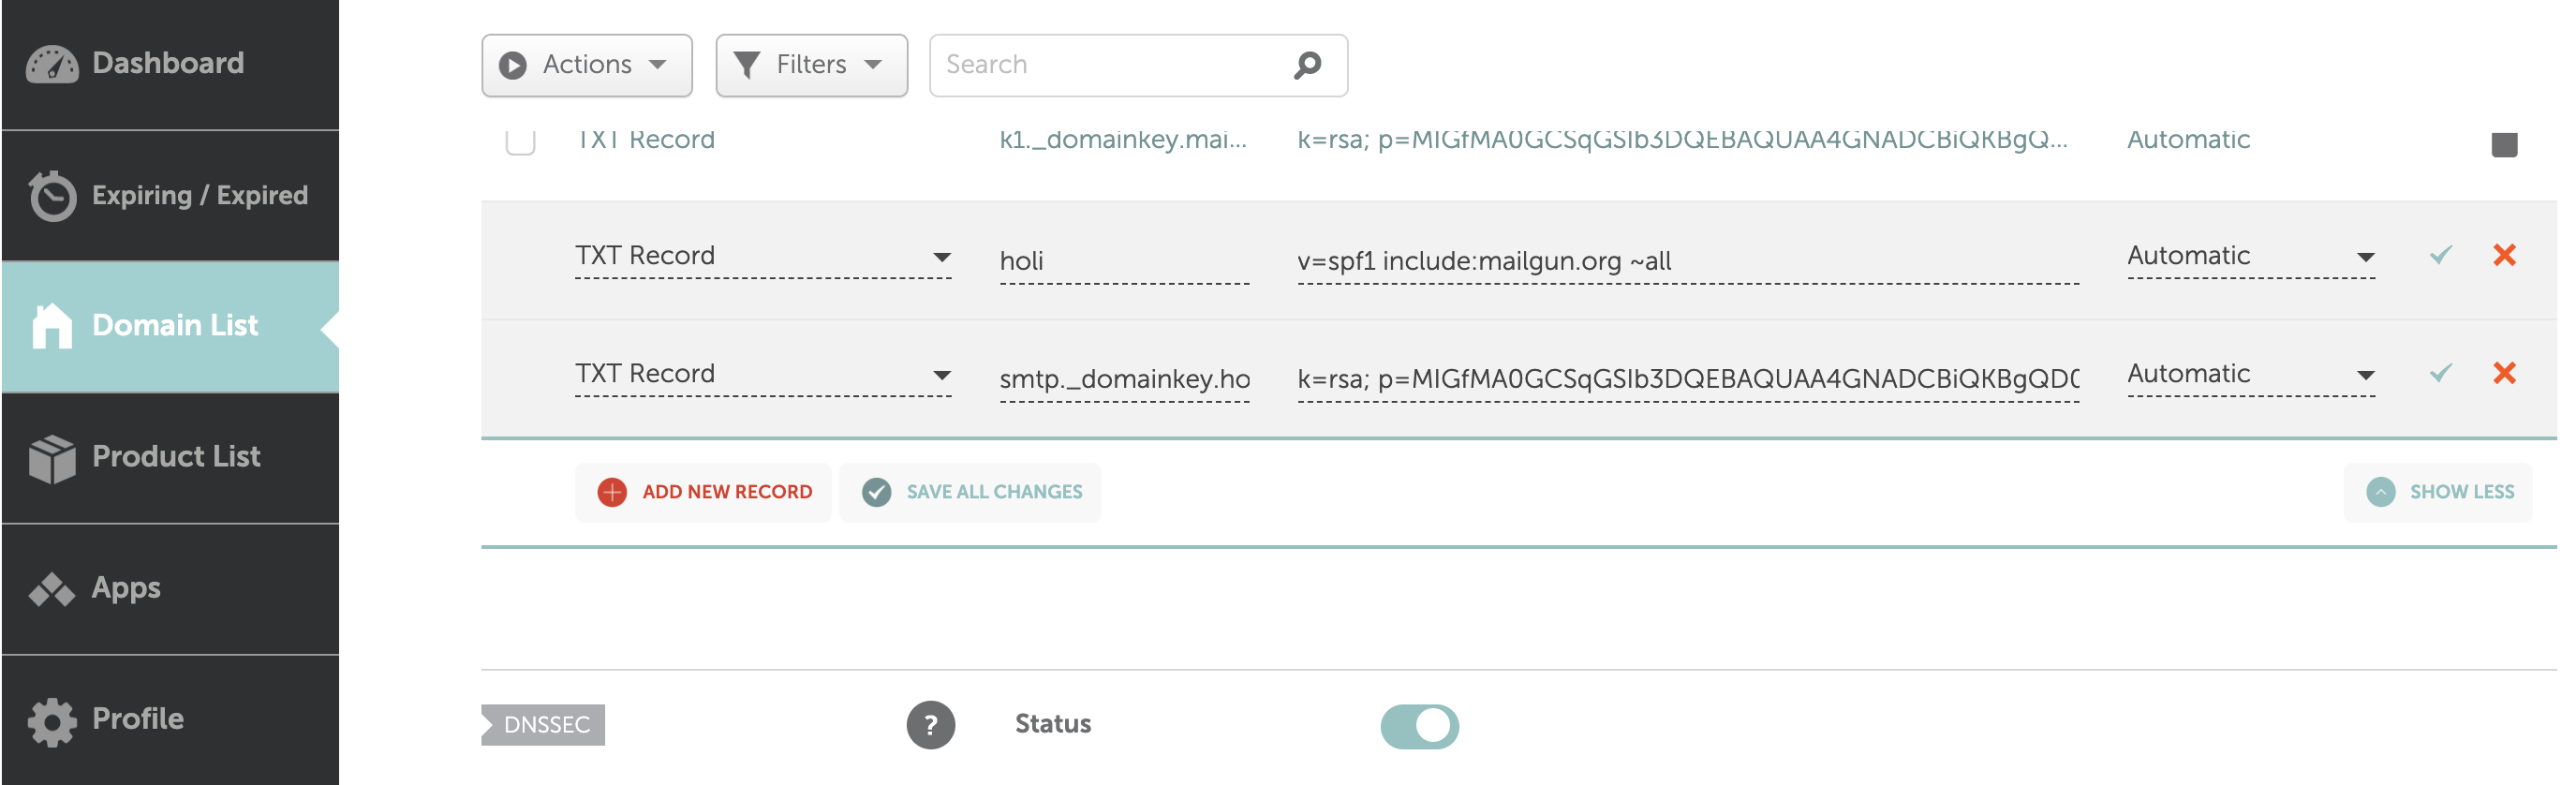 Dashboard
Expiring / Expired
Domain List
Product List
Apps
Profile
Actions Filters Search
TXT Record k1._domainkey.mai... k=rsa; p=MIGfMA0GCSqGSIb3DQEBAQUAA4GNADCBiQKBgQ... Automatic
TXT Record holi v=spf1 include:mailgun.org ~all Automatic
TXT Record smtp._domainkey.ho k=rsa; p=MIGfMA0GCSqGSIb3DQEBAQUAA4GNADCBiQKBgQD Automatic
ADD NEW RECORD SAVE ALL CHANGES SHOW LESS
DNSSEC ? Status